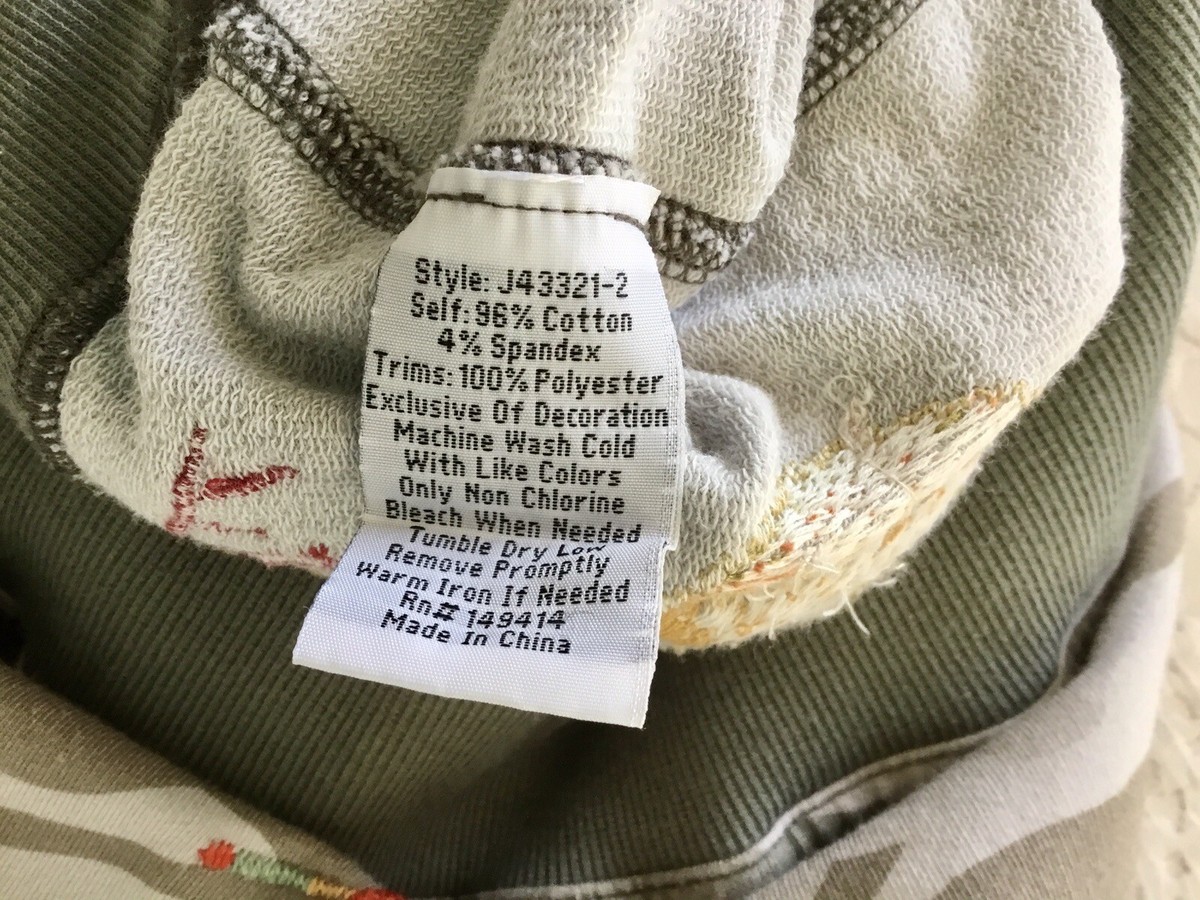 Style: J43321-2
Self: 96% Cotton
4% Spandex
Trims: 100% Polyester
Exclusive Of Decoration
Machine Wash Cold
With Like Colors
Only Non Chlorine
Bleach When Needed
Tumble Dry Low
Remove Promptly
Warm Iron If Needed
Rn# 149414
Made In China